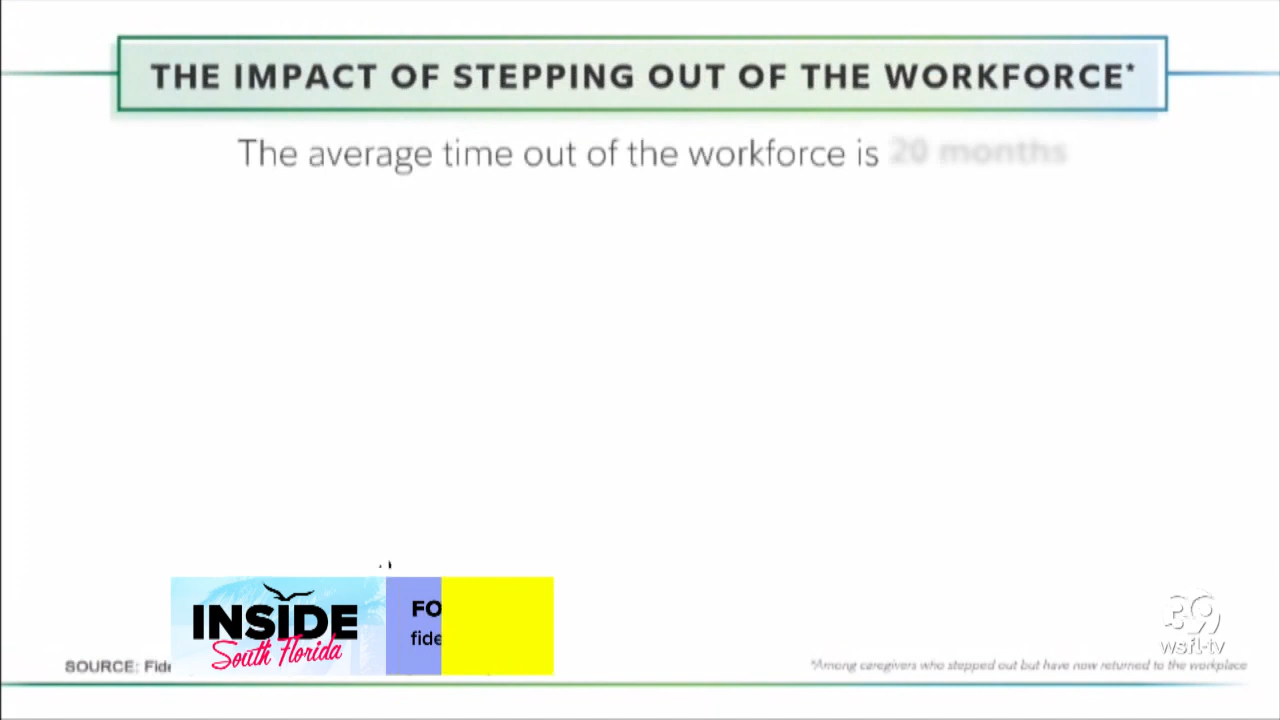 THE IMPACT OF STEPPING OUT OF THE WORKFORCE*
The average time out of the workforce is 20 months
INSIDE
South Florida
FO
fide
SOURCE: Fide
*Among caregivers who stepped out but have now returned to the workplace
39
wsfl-tv